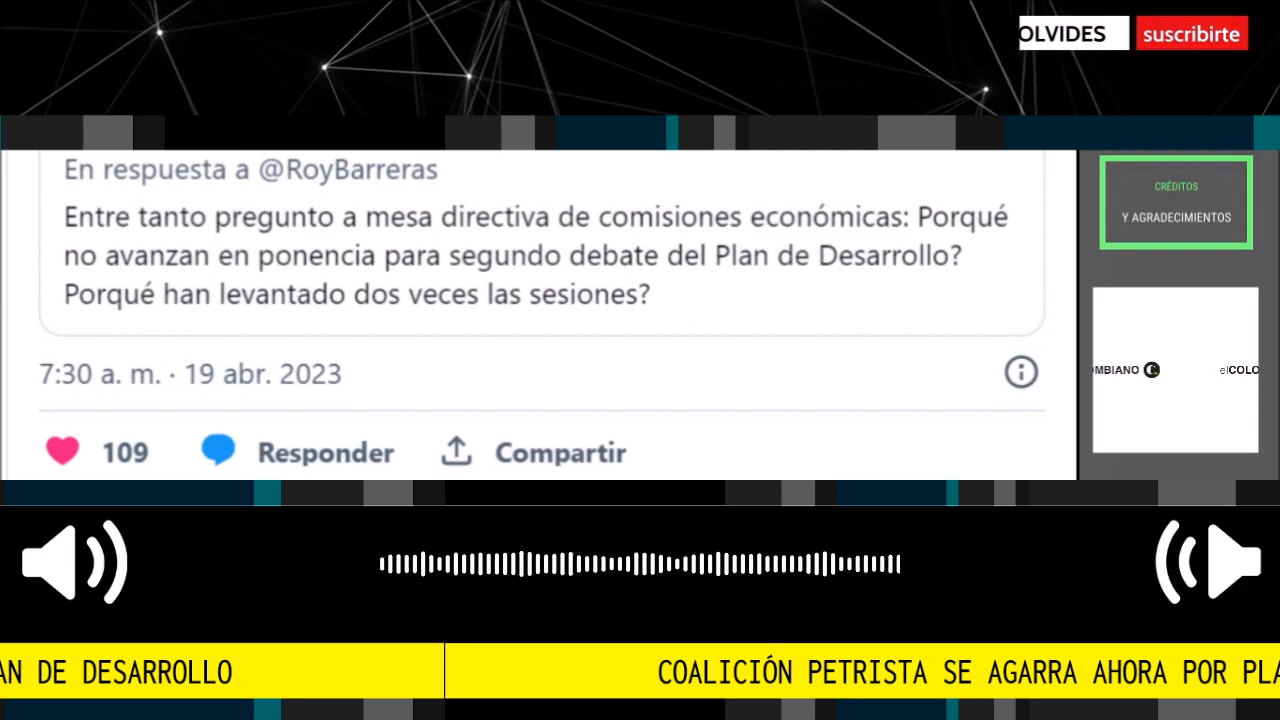 OLVIDES suscribirte
En respuesta a @RoyBarreras
Entre tanto pregunto a mesa directiva de comisiones económicas: Porqué
no avanzan en ponencia para segundo debate del Plan de Desarrollo?
Porqué han levantado dos veces las sesiones?
7:30 a. m. · 19 abr. 2023
109 Responder Compartir
CRÉDITOS
Y AGRADECIMIENTOS
OMBIANO elCOLO
AN DE DESARROLLO COALICIÓN PETRISTA SE AGARRA AHORA POR PLA